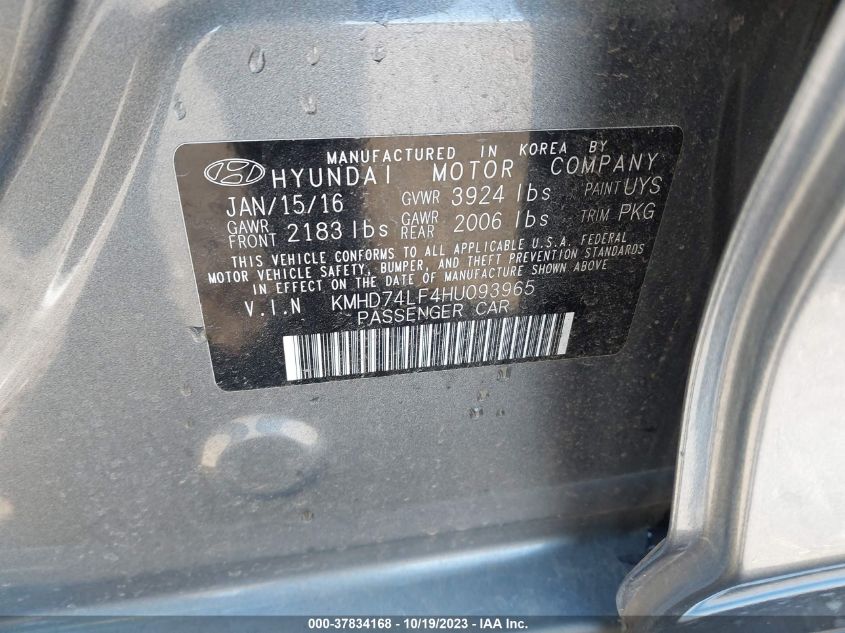 MANUFACTURED IN KOREA BY
HYUNDAI MOTOR COMPANY
JAN/15/16 GVWR 3924 lbs PAINT UYS
GAWR FRONT 2183 lbs GAWR REAR 2006 lbs TRIM PKG
THIS VEHICLE CONFORMS TO ALL APPLICABLE U.S.A. FEDERAL
MOTOR VEHICLE SAFETY, BUMPER, AND THEFT PREVENTION STANDARDS
IN EFFECT ON THE DATE OF MANUFACTURE SHOWN ABOVE
V.I.N KMHD74LF4HU093965
PASSENGER CAR
000-37834168 - 10/19/2023 - IAA Inc.